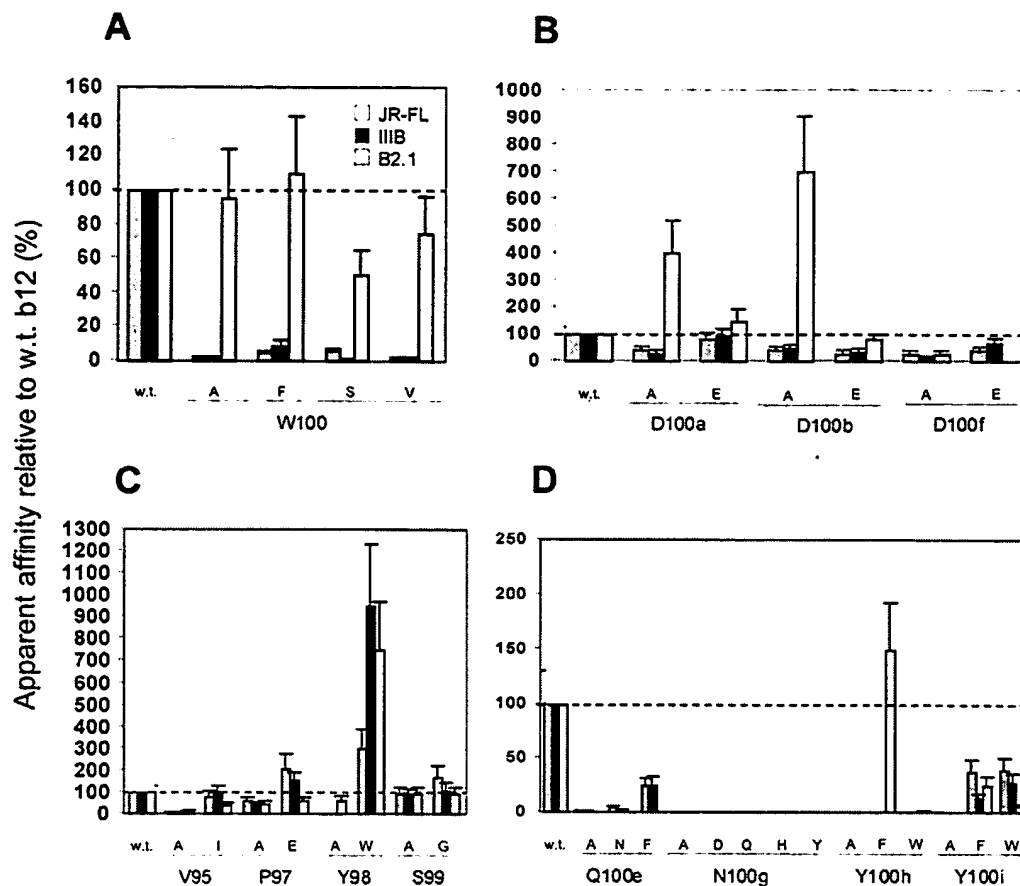 A
B
160
140
120
100
80
60
40
20
0
JR-FL
IIIB
B2.1
w.t. A F S V
W100
1000
900
800
700
600
500
400
300
200
100
0
w.t. A E A E A E
D100a D100b D100f
Apparent affinity relative to w.t. b12 (%)
C
D
1300
1200
1100
1000
900
800
700
600
500
400
300
200
100
0
w.t. A I A E A W A G
V95 P97 Y98 S99
250
200
150
100
50
0
w.t. A N F A D Q H Y A F W A F W
Q100e N100g Y100h Y100i